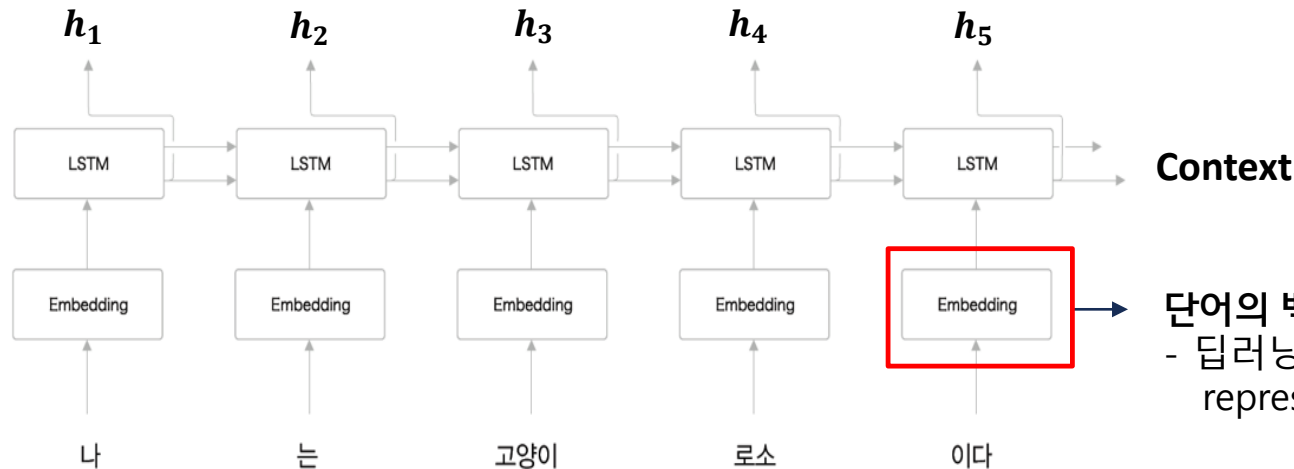 h₁ h₂ h₃ h₄ h₅
LSTM LSTM LSTM LSTM LSTM
Context
Embedding Embedding Embedding Embedding Embedding
단어의
- 딥러닝
나 는 고양이 로소 이다